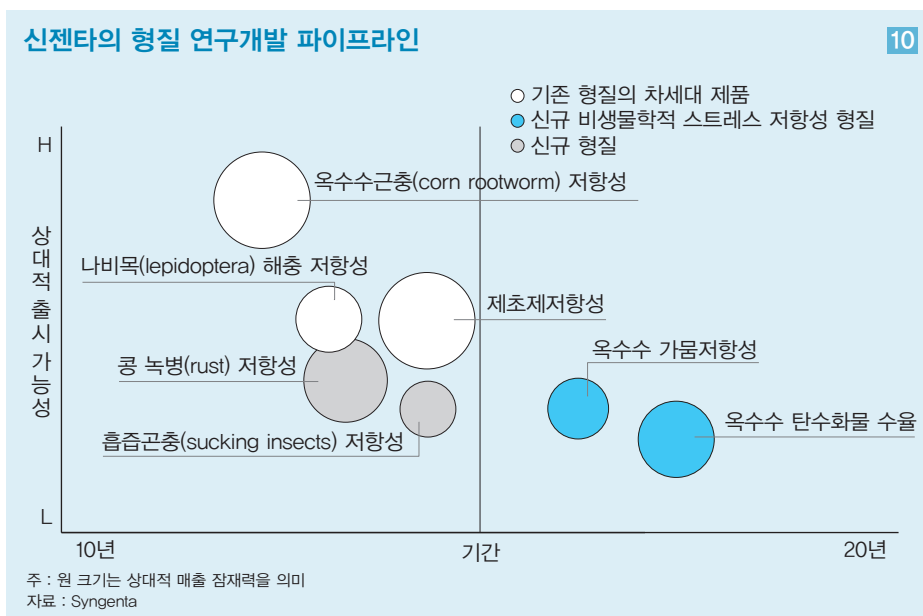 신젠타의 형질 연구개발 파이프라인
10
기존 형질의 차세대 제품
신규 비생물학적 스트레스 저항성 형질
신규 형질
H
상대적 출시 가능성
L
옥수수근충(corn rootworm) 저항성
나비목(lepidoptera) 해충 저항성
제초제저항성
콩 녹병(rust) 저항성
옥수수 가뭄저항성
흡즙곤충(sucking insects) 저항성
옥수수 탄수화물 수율
10년
기간
20년
주 : 원 크기는 상대적 매출 잠재력을 의미
자료 : Syngenta